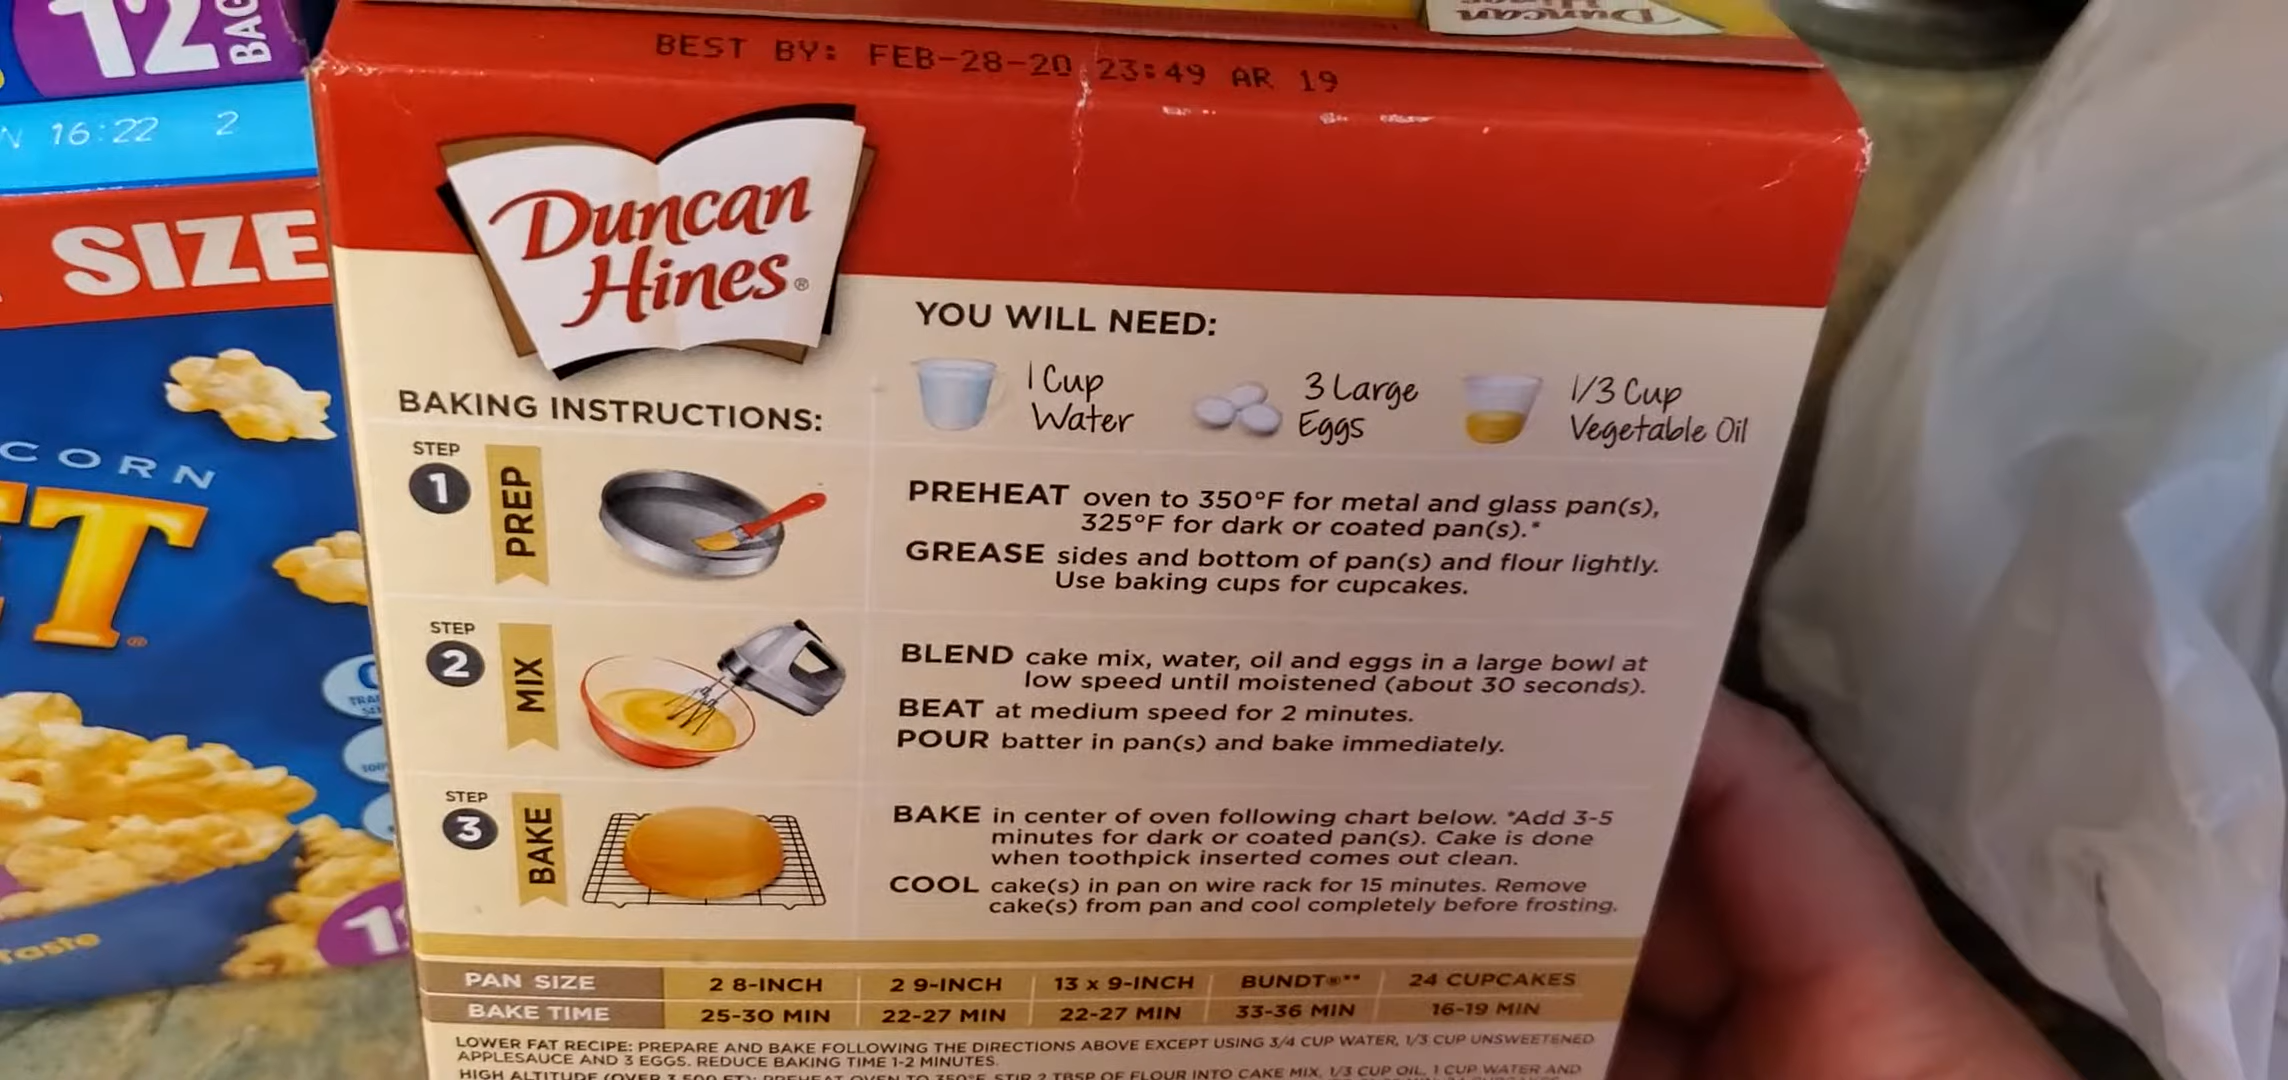 12
BAG
16:22 2
SIZE
CORN
ET
Taste
Duncan
Hines
BEST BY: FEB-28-20 23:49 AR 19
Duncan
Hines®
YOU WILL NEED:
1 Cup
Water
3 Large
Eggs
1/3 Cup
Vegetable Oil
BAKING INSTRUCTIONS:
STEP
1
PREP
PREHEAT oven to 350°F for metal and glass pan(s),
325°F for dark or coated pan(s).*
GREASE sides and bottom of pan(s) and flour lightly.
Use baking cups for cupcakes.
STEP
2
MIX
BLEND cake mix, water, oil and eggs in a large bowl at
low speed until moistened (about 30 seconds).
BEAT at medium speed for 2 minutes.
POUR batter in pan(s) and bake immediately.
STEP
3
BAKE
BAKE in center of oven following chart below. *Add 3-5
minutes for dark or coated pan(s). Cake is done
when toothpick inserted comes out clean.
COOL cake(s) in pan on wire rack for 15 minutes. Remove
cake(s) from pan and cool completely before frosting.
PAN SIZE 2 8-INCH 2 9-INCH 13 x 9-INCH BUNDT®** 24 CUPCAKES
BAKE TIME 25-30 MIN 22-27 MIN 22-27 MIN 33-36 MIN 16-19 MIN
LOWER FAT RECIPE: PREPARE AND BAKE FOLLOWING THE DIRECTIONS ABOVE EXCEPT USING 3/4 CUP WATER, 1/3 CUP UNSWEETENED
APPLESAUCE AND 3 EGGS. REDUCE BAKING TIME 1-2 MINUTES.
HIGH ALTITUDE (OVER 3,500 FT): PREHEAT OVEN TO 350°F. STIR 2 TBSP OF FLOUR INTO CAKE MIX, 1/3 CUP OIL, 1 CUP WATER AND